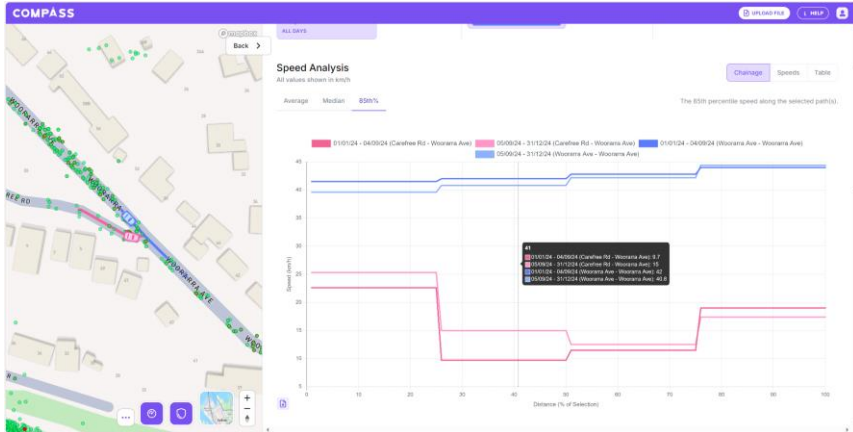 COMPASS
UPLOAD FILE
HELP
mapbox
Back
ALL DAYS
Speed Analysis
All values shown in km/h
Chainage Speeds Table
Average Median 85th%
The 85th percentile speed along the selected path(s).
01/01/24 - 04/09/24 (Carefree Rd - Woorarra Ave)
05/09/24 - 31/12/24 (Carefree Rd - Woorarra Ave)
01/01/24 - 04/09/24 (Woorarra Ave - Woorarra Ave)
05/09/24 - 31/12/24 (Woorarra Ave - Woorarra Ave)
45
40
35
30
25
20
15
10
5
Speed (km/h)
41
01/01/24 - 04/09/24 (Carefree Rd - Woorarra Ave): 9.7
05/09/24 - 31/12/24 (Carefree Rd - Woorarra Ave): 15
01/01/24 - 04/09/24 (Woorarra Ave - Woorarra Ave): 42
05/09/24 - 31/12/24 (Woorarra Ave - Woorarra Ave): 40.8
0 10 20 30 40 50 60 70 80 90 100
Distance (% of Selection)
WOORARRA AVE
WOORARRA
REE RD
WOORARRA AVE